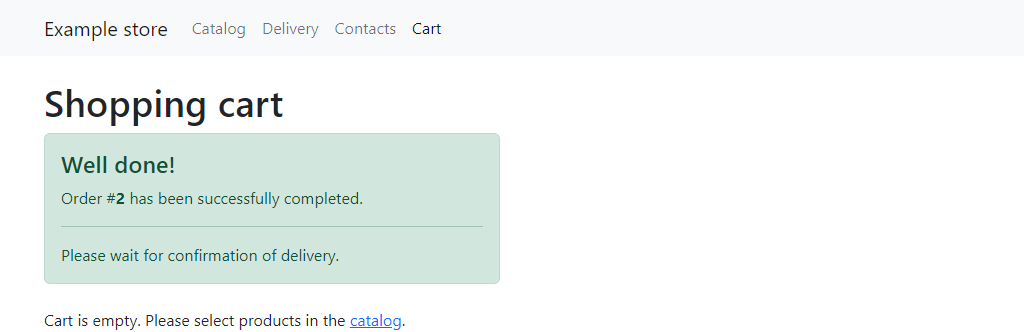 Example store Catalog Delivery Contacts Cart
Shopping cart
Well done!
Order #2 has been successfully completed.
Please wait for confirmation of delivery.
Cart is empty. Please select products in the catalog.